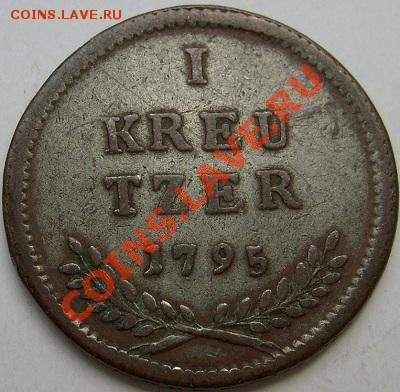 COINS.LAVE.RU
I
KREU
TZER
1795
COINS.LAVE.RU